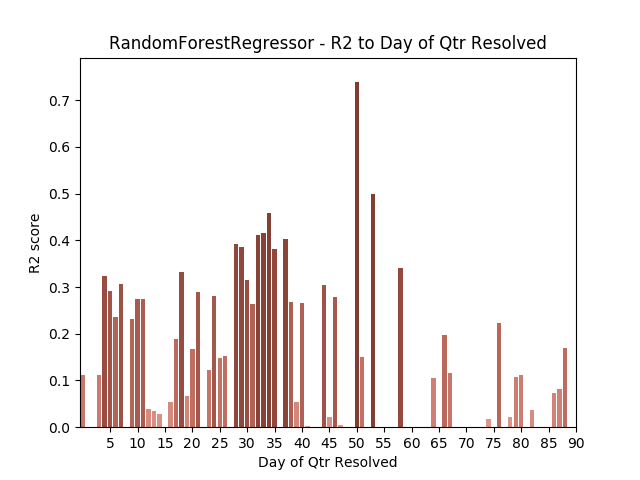 RandomForestRegressor - R2 to Day of Qtr Resolved
0.7
0.6
0.5
0.4
0.3
0.2
0.1
0.0
R2 score
5 10 15 20 25 30 35 40 45 50 55 60 65 70 75 80 85 90
Day of Qtr Resolved